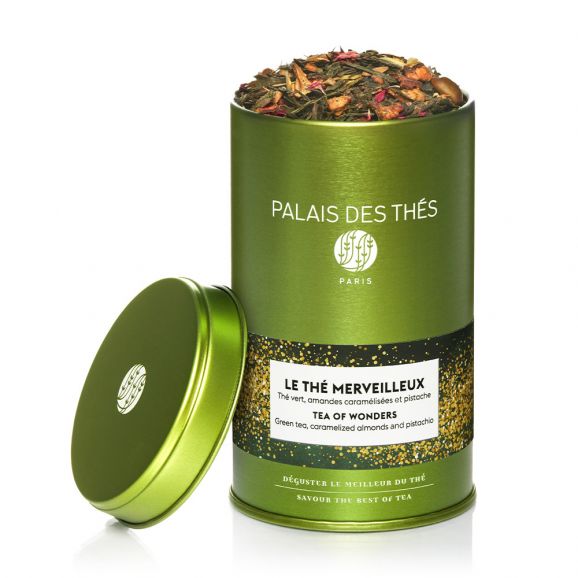 PALAIS DES THÉS
PARIS
LE THÉ MERVEILLEUX
Thé vert, amandes caramélisées et pistache
TEA OF WONDERS
Green tea, caramelized almonds and pistachio
DÉGUSTER LE MEILLEUR DU THÉ
SAVOUR THE BEST OF TEA